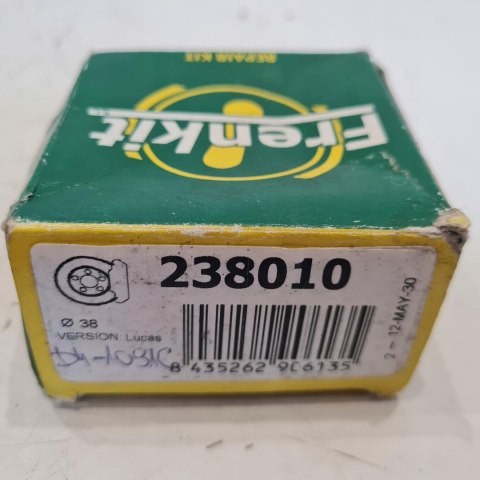 REPAIR KIT
Frenkit
238010
Ø 38
VERSION: Lucas
8 435262 906135
2 - 12-MAY-30